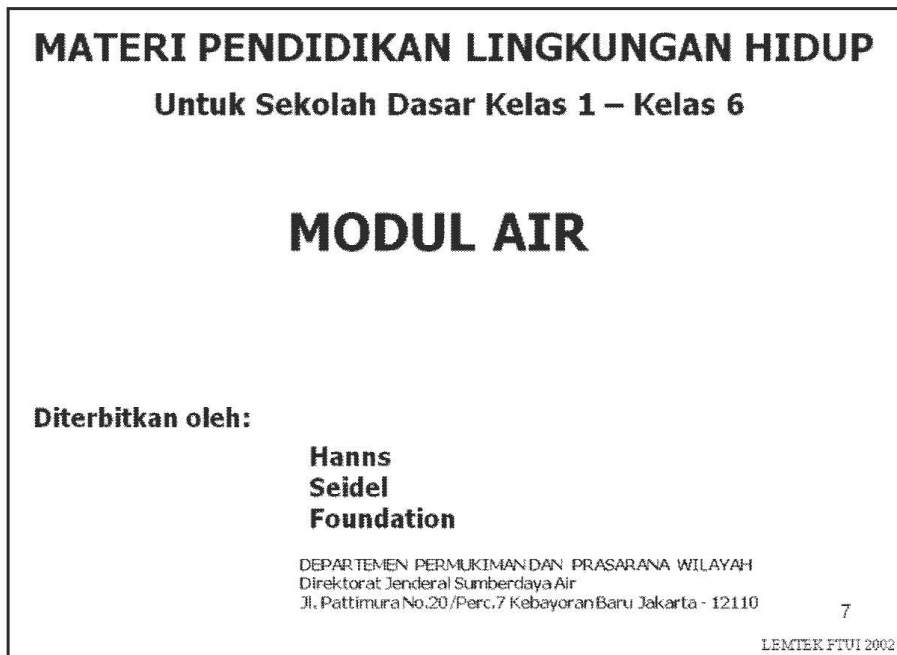 MATERI PENDIDIKAN LINGKUNGAN HIDUP
Untuk Sekolah Dasar Kelas 1 – Kelas 6
MODUL AIR
Diterbitkan oleh:
Hanns
Seidel
Foundation
DEPARTEMEN PERMUKIMAN DAN PRASARANA WILAYAH
Direktorat Jenderal Sumberdaya Air
Jl. Pattimura No.20/Perc.7 Kebayoran Baru Jakarta - 12110
7
LEMTEK FTUI 2002